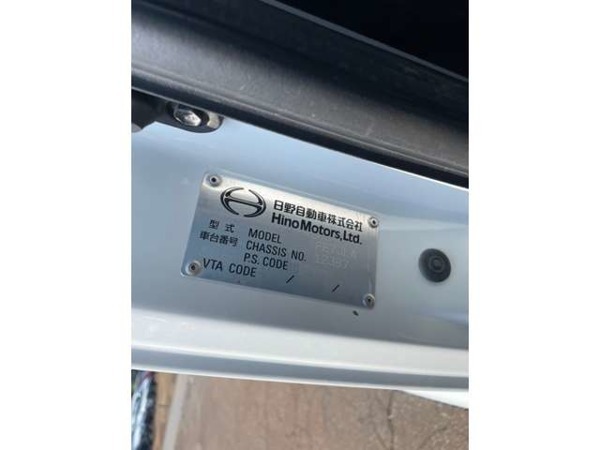 日野自動車株式会社
Hino Motors, Ltd.
型式 MODEL
車台番号 CHASSIS NO.
P.S. CODE
VTA CODE / /